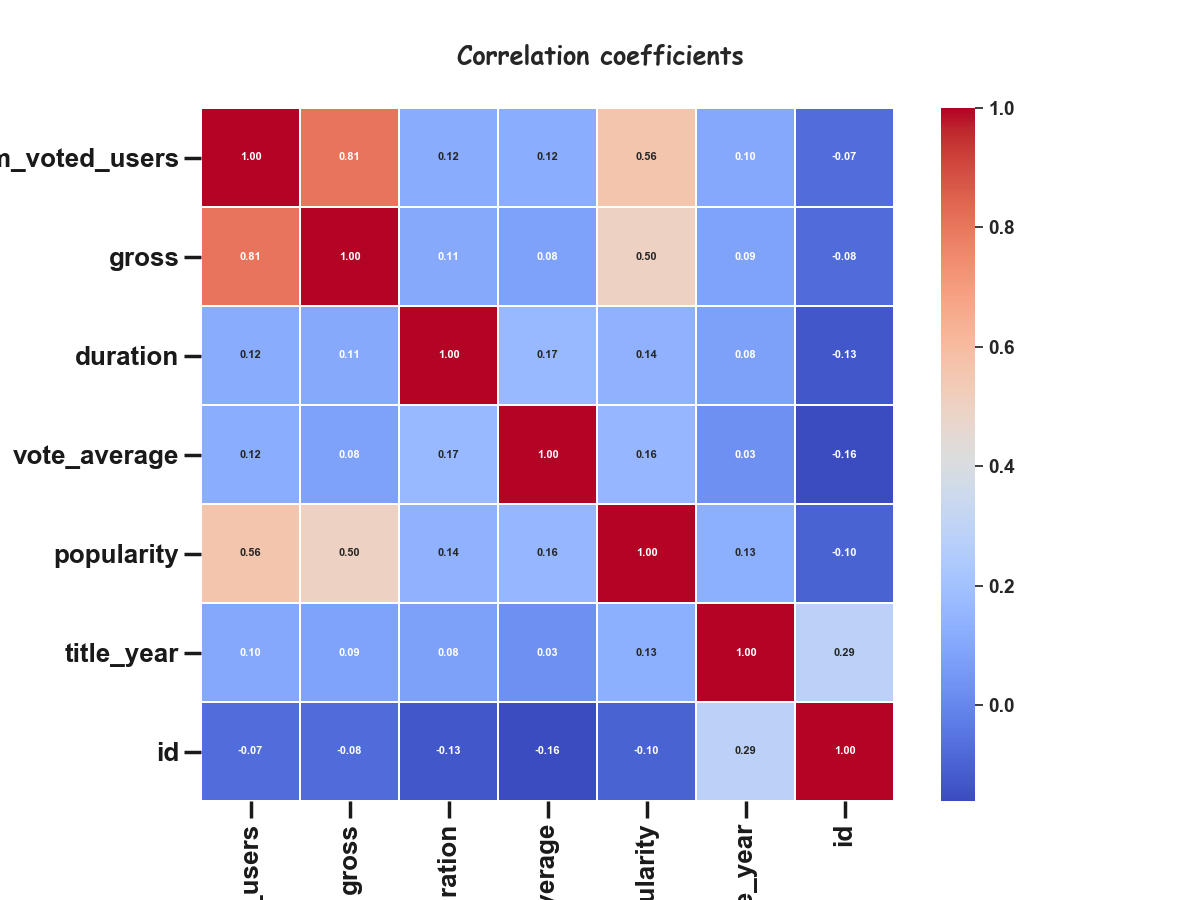 Correlation coefficients
m_voted_users 1.00 0.81 0.12 0.12 0.56 0.10 -0.07
gross 0.81 1.00 0.11 0.08 0.50 0.09 -0.08
duration 0.12 0.11 1.00 0.17 0.14 0.08 -0.13
vote_average 0.12 0.08 0.17 1.00 0.16 0.03 -0.16
popularity 0.56 0.50 0.14 0.16 1.00 0.13 -0.10
title_year 0.10 0.09 0.08 0.03 0.13 1.00 0.29
id -0.07 -0.08 -0.13 -0.16 -0.10 0.29 1.00
_users gross ration verage ularity e_year id
1.0
0.8
0.6
0.4
0.2
0.0